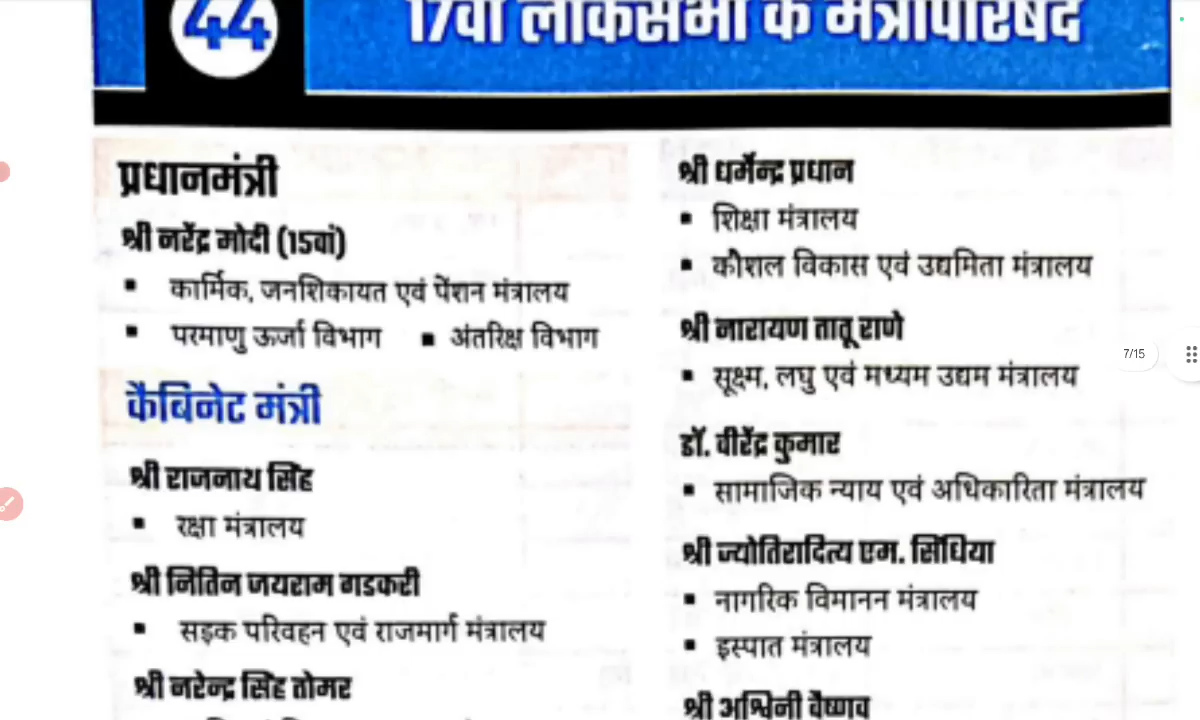 44
17वीं लोकसभा के मंत्रीपरिषद
प्रधानमंत्री
श्री नरेंद्र मोदी (15वां)
▪ कार्मिक, जनशिकायत एवं पेंशन मंत्रालय
▪ परमाणु ऊर्जा विभाग ▪ अंतरिक्ष विभाग
कैबिनेट मंत्री
श्री राजनाथ सिंह
▪ रक्षा मंत्रालय
श्री नितिन जयराम गडकरी
▪ सड़क परिवहन एवं राजमार्ग मंत्रालय
श्री नरेन्द्र सिंह तोमर
श्री धर्मेन्द्र प्रधान
▪ शिक्षा मंत्रालय
▪ कौशल विकास एवं उद्यमिता मंत्रालय
श्री नारायण तातू राणे
▪ सूक्ष्म, लघु एवं मध्यम उद्यम मंत्रालय
डॉ. वीरेंद्र कुमार
▪ सामाजिक न्याय एवं अधिकारिता मंत्रालय
श्री ज्योतिरादित्य एम. सिंधिया
▪ नागरिक विमानन मंत्रालय
▪ इस्पात मंत्रालय
श्री अश्विनी वैष्णव
7/15